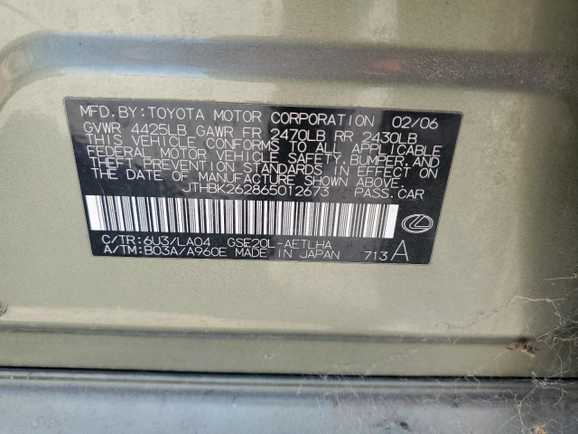 MFD.BY:TOYOTA MOTOR CORPORATION 02/06
GVWR 4425LB GAWR FR 2470LB RR 2430LB
THIS VEHICLE CONFORMS TO ALL APPLICABLE
FEDERAL MOTOR VEHICLE SAFETY,BUMPER,AND
THEFT PREVENTION STANDARDS IN EFFECT ON
THE DATE OF MANUFACTURE SHOWN ABOVE.
JTHBK262865012673 PASS.CAR
C/TR:6U3/LA04 GSE20L-AETLHA
A/TM:B03A/A960E MADE IN JAPAN 713 A